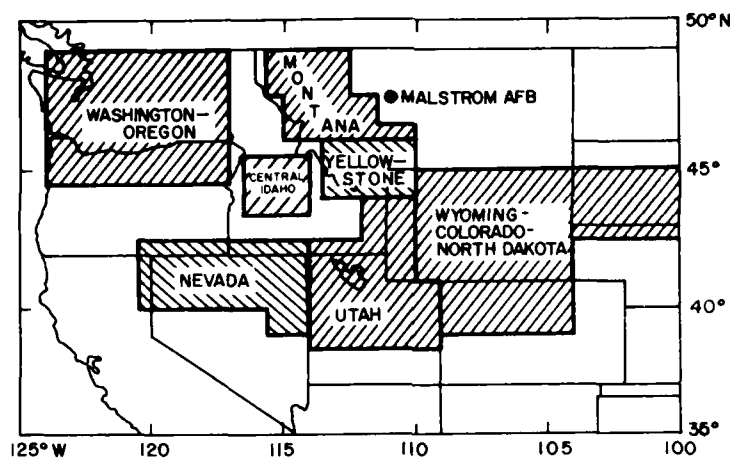 50° N
MONTANA
MALSTROM AFB
WASHINGTON—
OREGON
YELLOW—
STONE
CENTRAL
IDAHO
45°
WYOMING-
COLORADO-
NORTH DAKOTA
NEVADA
UTAH
40°
35°
125° W 120 115 110 105 100